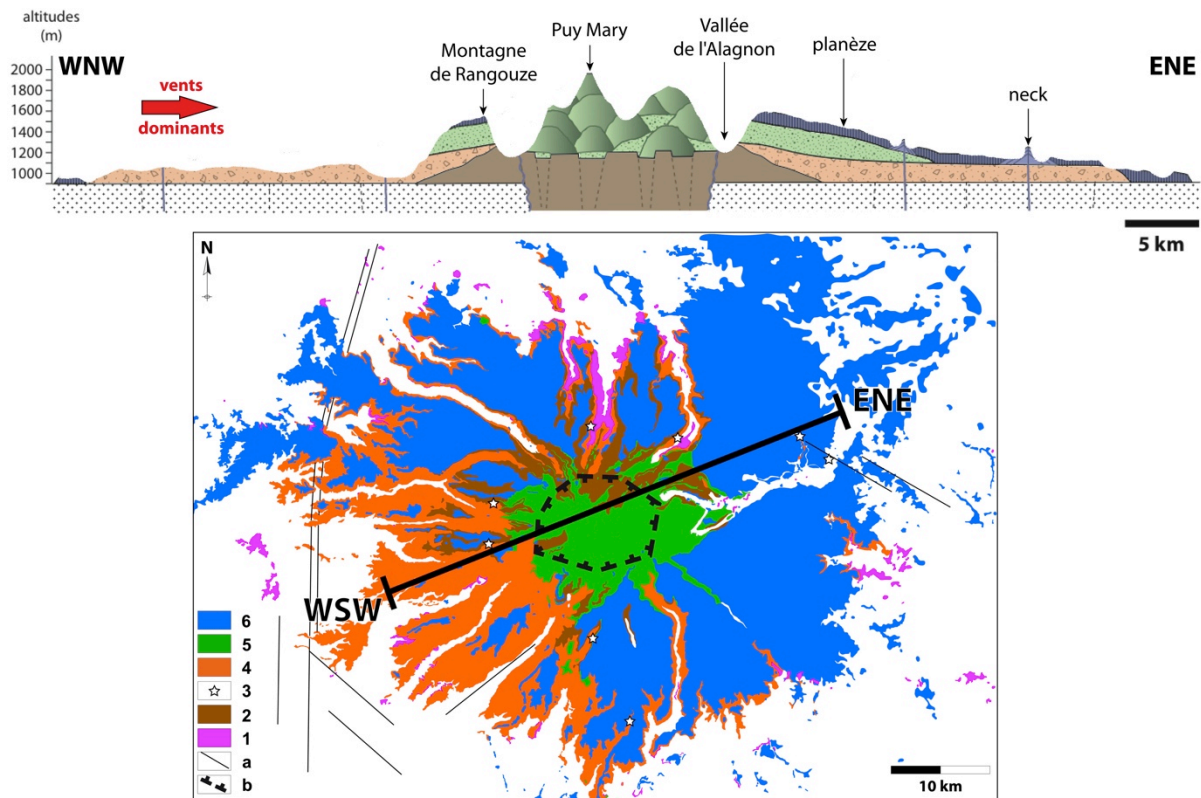 altitudes
(m)
WNW
ENE
2000
1800
1600
1400
1200
1000
vents
dominants
Montagne
de Rangouze
Puy Mary
Vallée
de l'Alagnon
planèze
neck
5 km
N
ENE
WSW
6
5
4
3
2
1
a
b
10 km